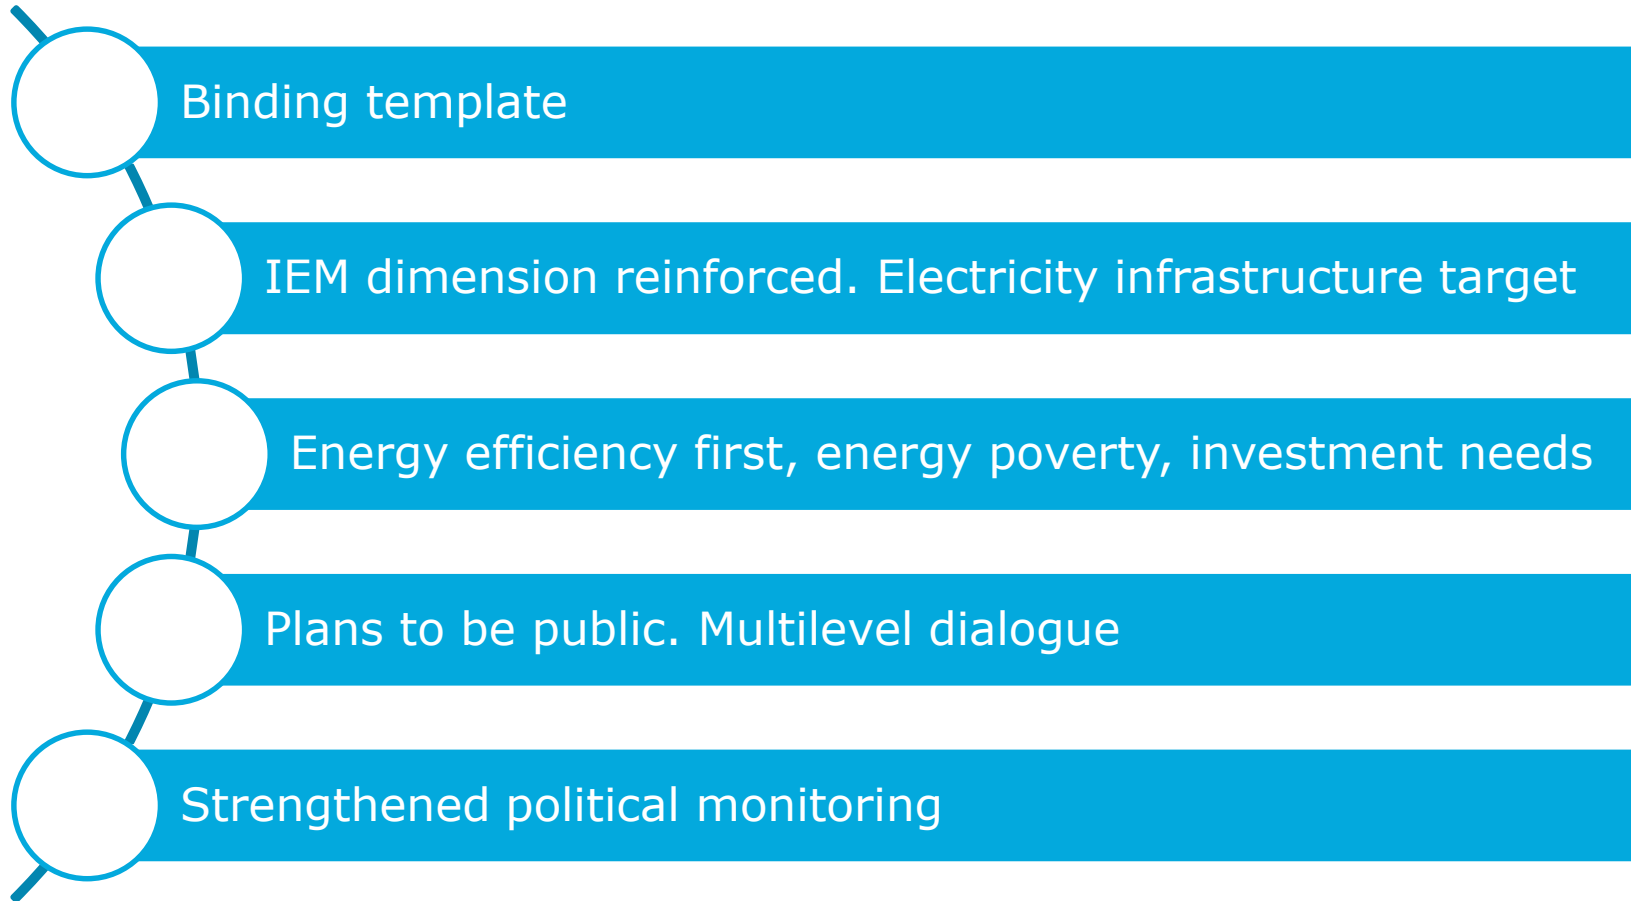 Binding template
IEM dimension reinforced. Electricity infrastructure target
Energy efficiency first, energy poverty, investment needs
Plans to be public. Multilevel dialogue
Strengthened political monitoring